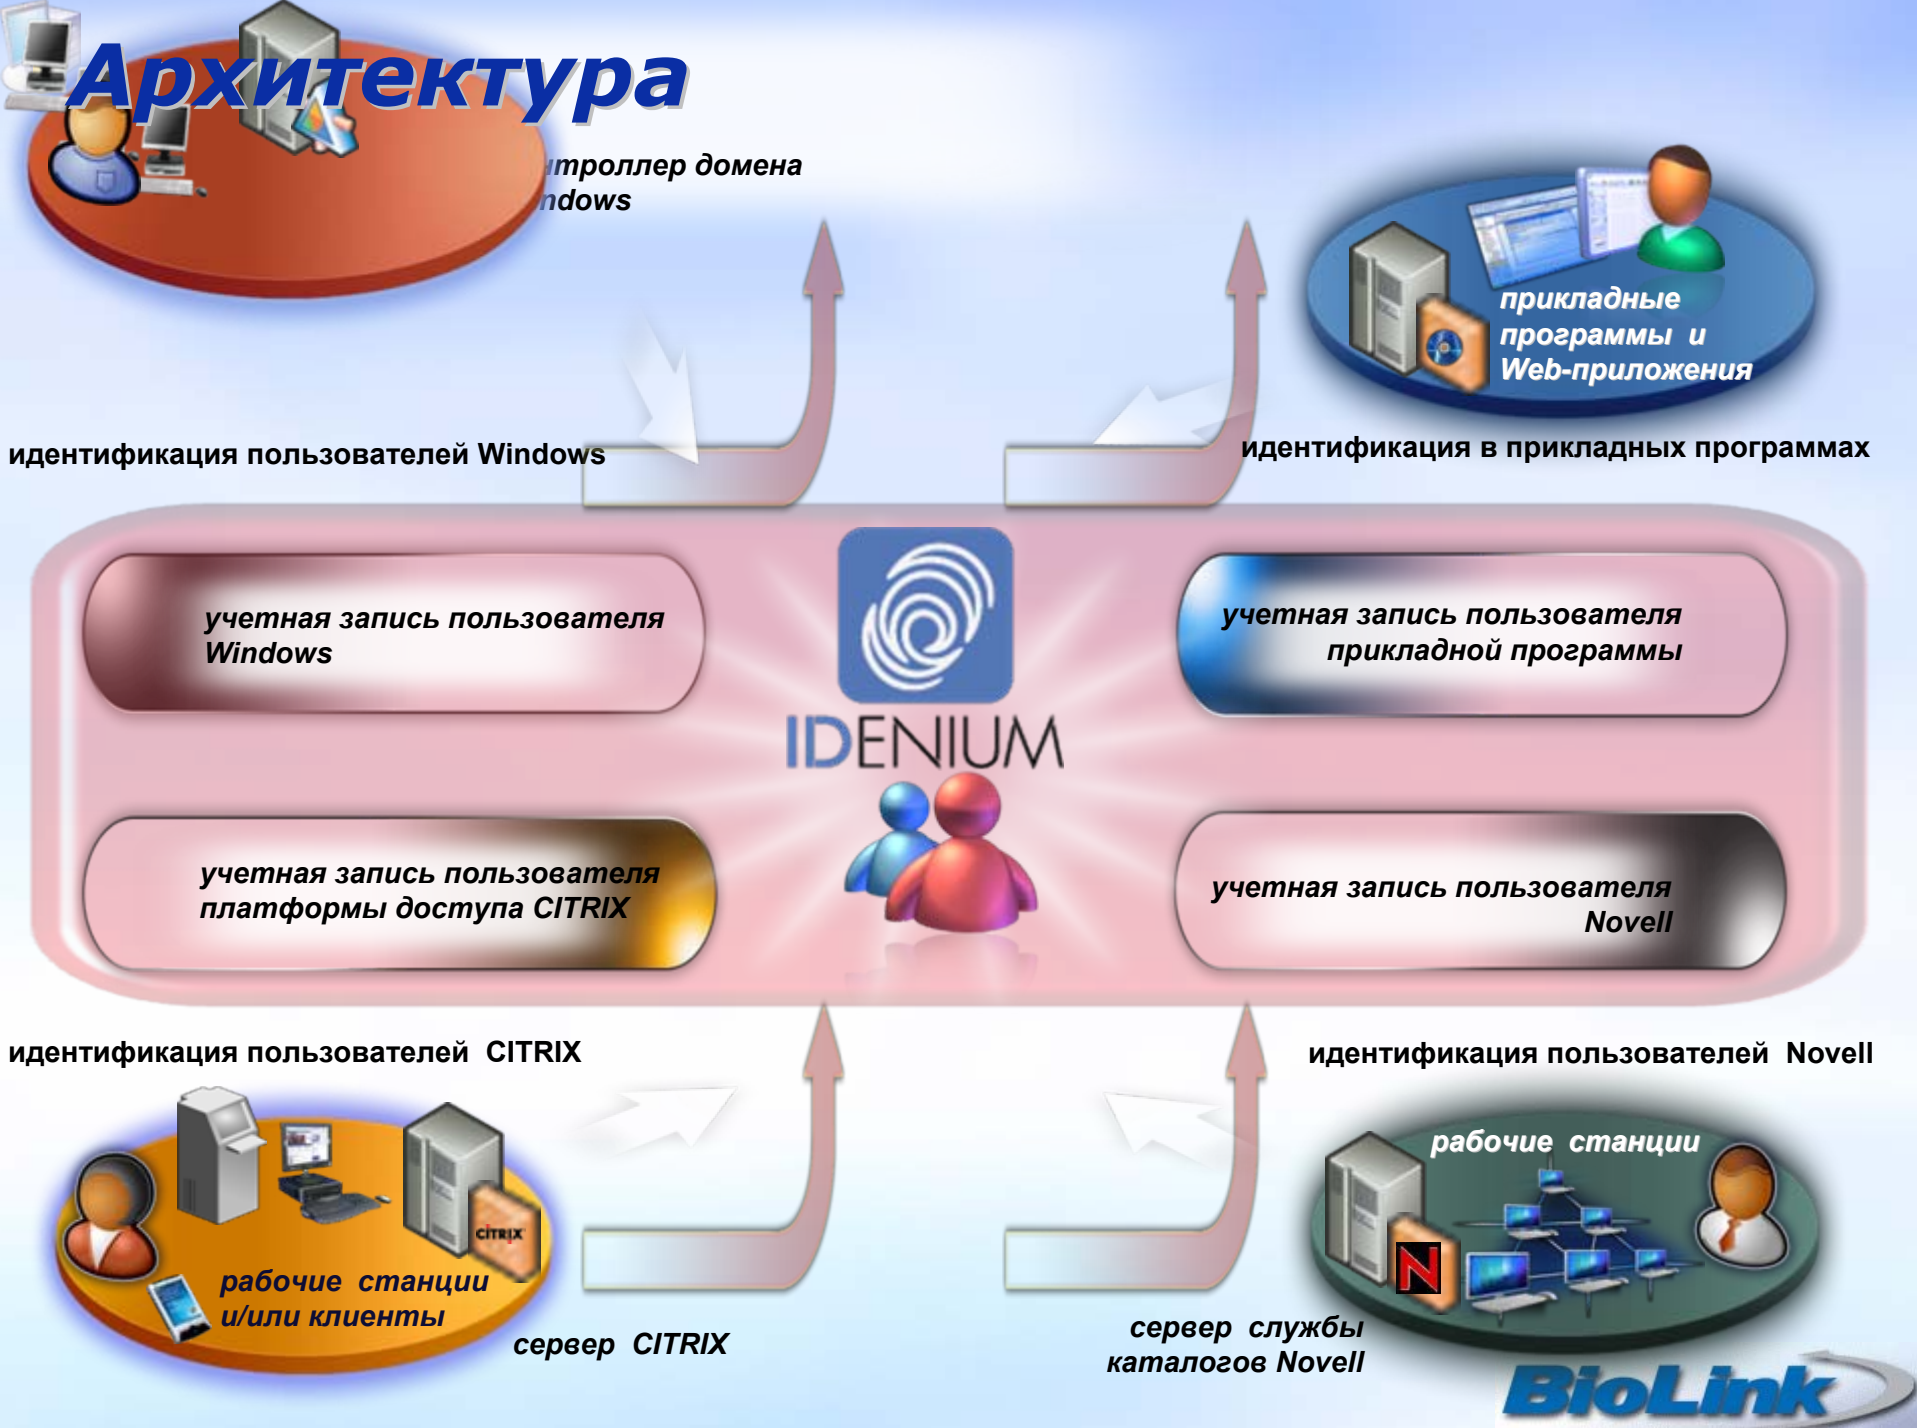 Архитектура
домена
прикладные
программы и
Web-приложения
идентификация пользователей Windows
идентификация в прикладных программах
учетная запись пользователя
Windows
учетная запись пользователя
прикладной программы
IDENIUM
учетная запись пользователя
платформы доступа CITRIX
учетная запись пользователя
Novell
идентификация пользователей CITRIX
идентификация пользователей Novell
рабочие станции
CITRIX
N
рабочие станции
и/или клиенты
сервер CITRIX
сервер службы
каталогов Novell
BioLink